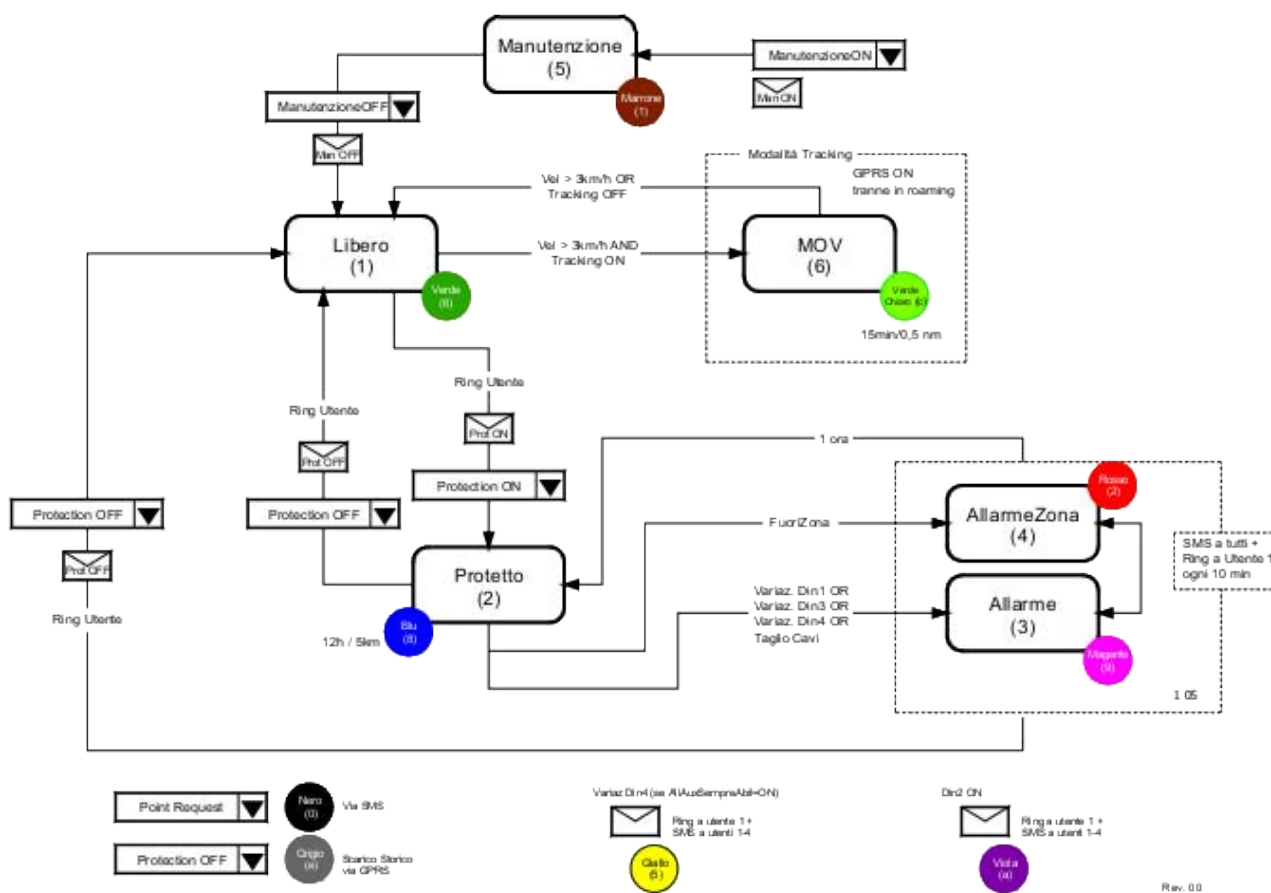 Manutenzione
(5)
Marrone
(1)
ManutenzioneON
Man ON
ManutenzioneOFF
Man OFF
Modalità Tracking
GPRS ON
tranne in roaming
Vel > 3km/h OR
Tracking OFF
Libero
(1)
Vel > 3km/h AND
Tracking ON
MOV
(6)
Verde
Verde
Chiaro (c)
15min/0,5 nm
Ring Utente
Ring Utente
Prot ON
Prot OFF
1 ora
Protection ON
Rosso
(2)
Protection OFF
Protection OFF
AllarmeZona
(4)
FuoriZona
SMS a tutti +
Ring a Utente 1
ogni 10 min
Prot OFF
Protetto
(2)
Variaz. Din1 OR
Variaz. Din3 OR
Variaz. Din4 OR
Taglio Cavi
Allarme
(3)
Ring Utente
Blu
12h / 5km
Magenta
1 05
Point Request
Nero
(0)
Via SMS
Variaz Din4 (se AllAuxSempreAbil=ON)
Ring a utente 1 +
SMS a utenti 1-4
Din2 ON
Ring a utente 1 +
SMS a utenti 1-4
Protection OFF
Grigio
Scarico Storico
via GPRS
Giallo
Viola
Rev. 00